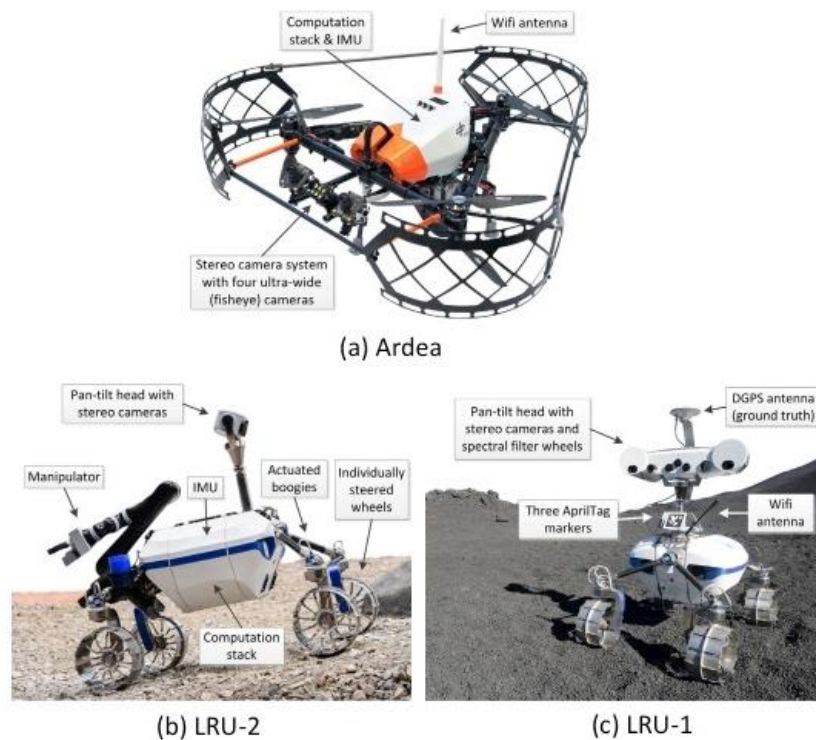 Computation
stack & IMU
Wifi antenna
Stereo camera system
with four ultra-wide
(fisheye) cameras
(a) Ardea
Pan-tilt head with
stereo cameras
Manipulator
IMU
Actuated
boogies
Individually
steered
wheels
Computation
stack
(b) LRU-2
DGPS antenna
(ground truth)
Pan-tilt head with
stereo cameras and
spectral filter wheels
Three AprilTag
markers
Wifi
antenna
(c) LRU-1